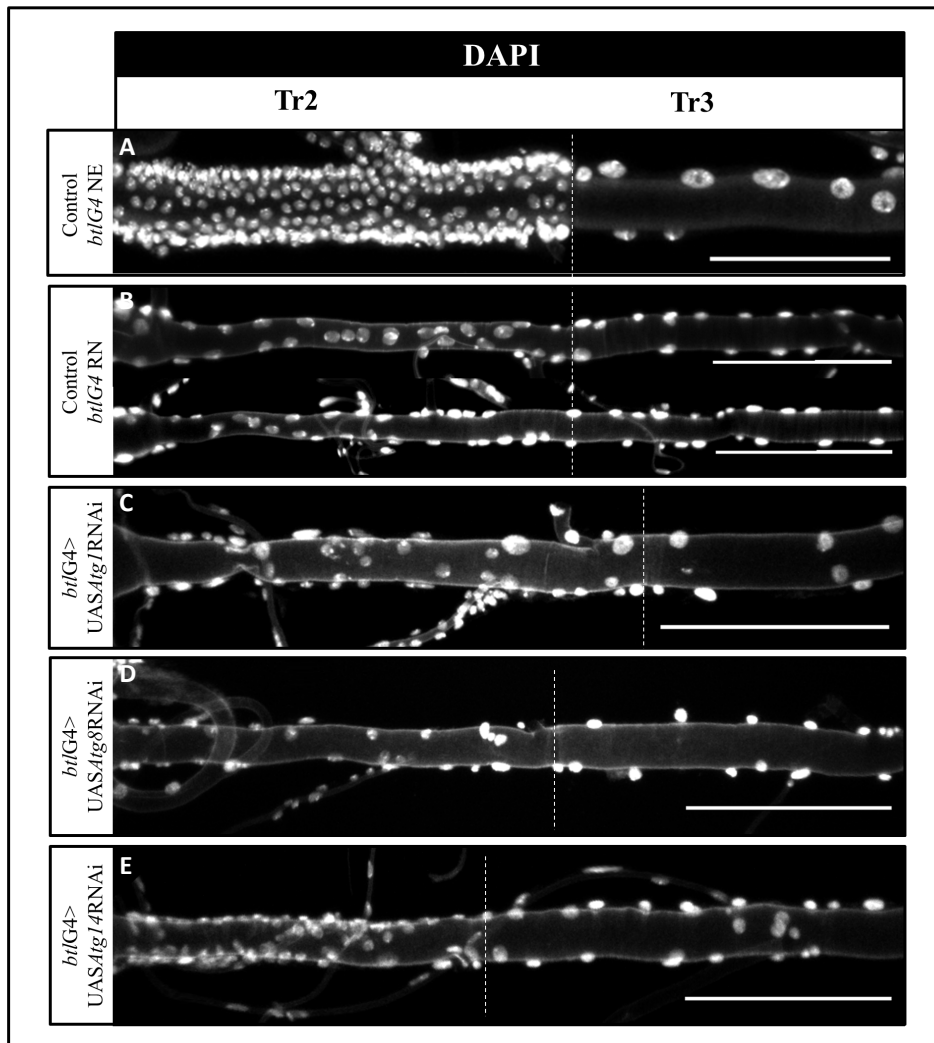 DAPI
Tr2 Tr3
A
Control
btlG4 NE
B
Control
btlG4 RN
C
btlG4>
UASAtg1RNAi
D
btlG4>
UASAtg8RNAi
E
btlG4>
UASAtg14RNAi